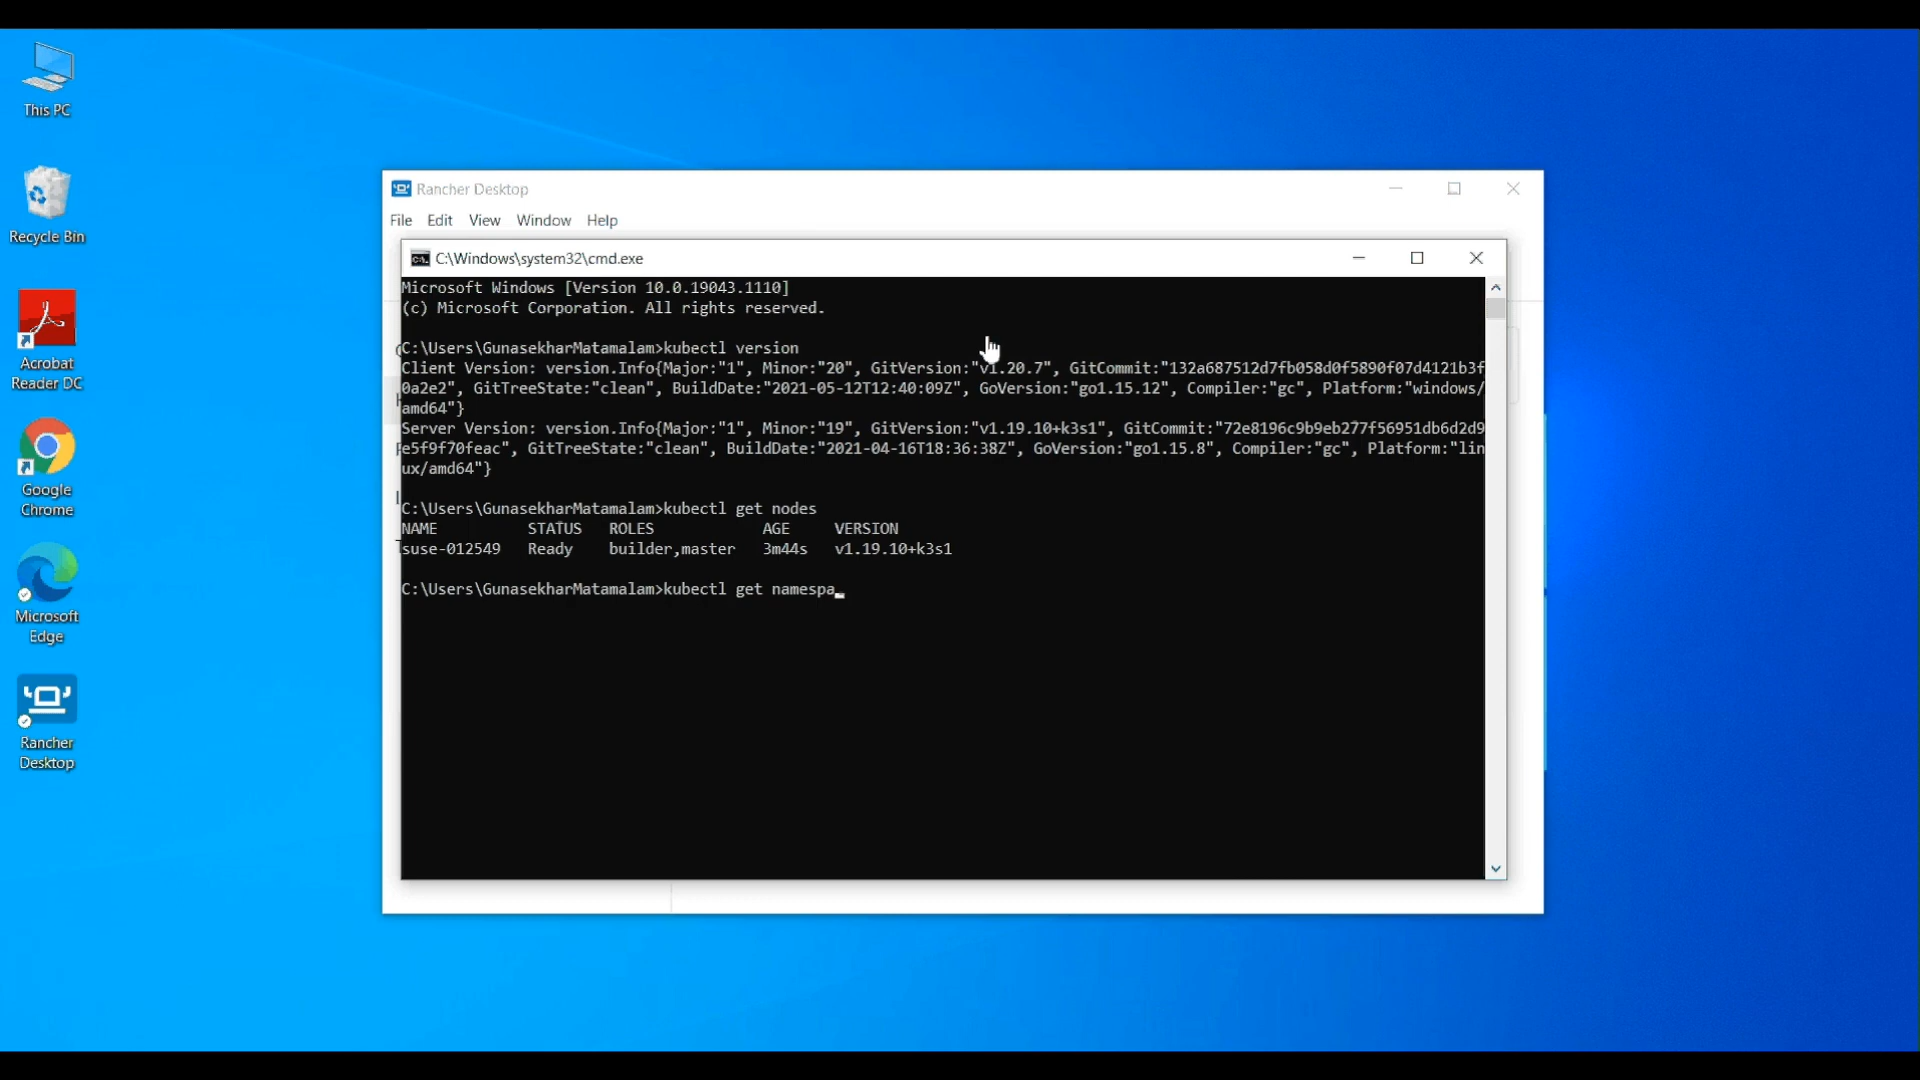 This PC
Recycle Bin
Acrobat
Reader DC
Google
Chrome
Microsoft
Edge
Rancher
Desktop
Rancher Desktop
File Edit View Window Help
C:\Windows\system32\cmd.exe
Microsoft Windows [Version 10.0.19043.1110]
(c) Microsoft Corporation. All rights reserved.
C:\Users\GunasekharMatamalam>kubectl version
Client Version: version.Info{Major:"1", Minor:"20", GitVersion:"v1.20.7", GitCommit:"132a687512d7fb058d0f5890f07d4121b3f
0a2e2", GitTreeState:"clean", BuildDate:"2021-05-12T12:40:09Z", GoVersion:"go1.15.12", Compiler:"gc", Platform:"windows/
amd64"}
Server Version: version.Info{Major:"1", Minor:"19", GitVersion:"v1.19.10+k3s1", GitCommit:"72e8196c9b9eb277f56951db6d2d9
e5f9f70feac", GitTreeState:"clean", BuildDate:"2021-04-16T18:36:38Z", GoVersion:"go1.15.8", Compiler:"gc", Platform:"lin
ux/amd64"}
C:\Users\GunasekharMatamalam>kubectl get nodes
NAME STATUS ROLES AGE VERSION
suse-012549 Ready builder,master 3m44s v1.19.10+k3s1
C:\Users\GunasekharMatamalam>kubectl get namespa_